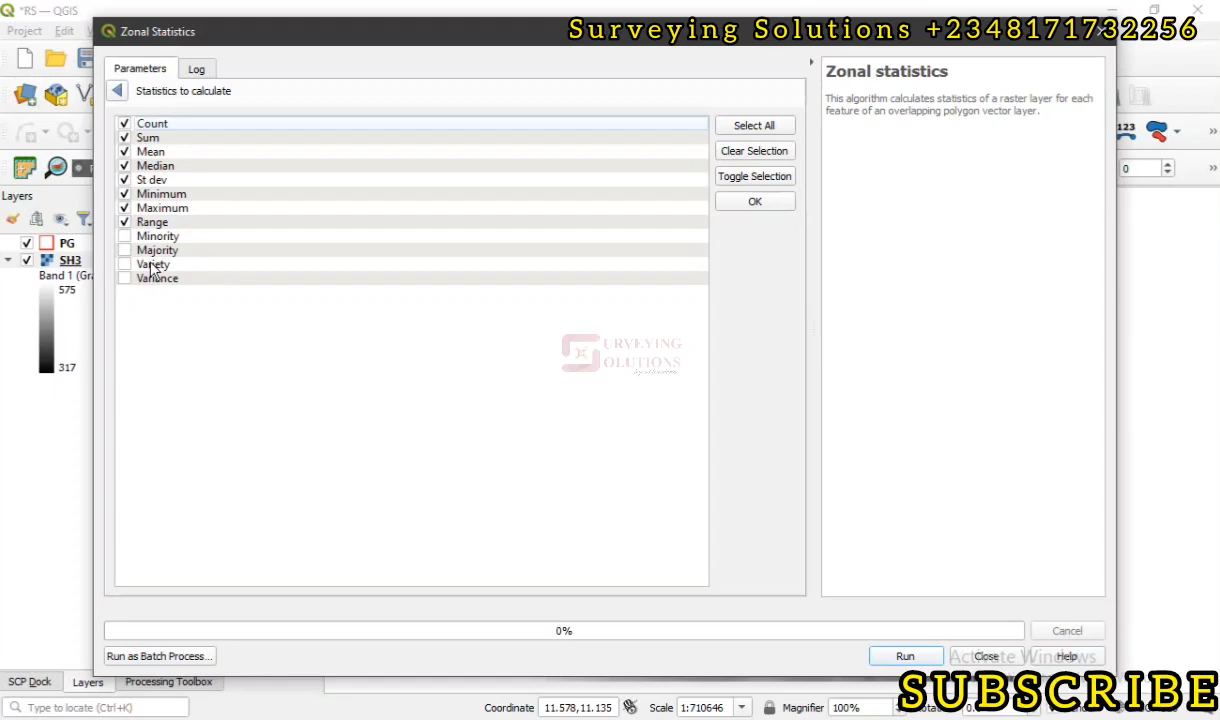 *RS — QGIS
Surveying Solutions +2348171732256
Project Edit
Zonal Statistics
Parameters
Log
Statistics to calculate
Count
Sum
Mean
Median
St dev
Minimum
Maximum
Range
Minority
Majority
Variety
Variance
Select All
Clear Selection
Toggle Selection
OK
Zonal statistics
This algorithm calculates statistics of a raster layer for each
feature of an overlapping polygon vector layer.
123
0
Layers
PG
SH3
Band 1 (Gra
575
317
URVEYING
OLUTIONS
0%
Cancel
Run as Batch Process...
Run
Close
Help
Activate Windows
SCP Dock
Layers
Processing Toolbox
SUBSCRIBE
Type to locate (Ctrl+K)
Coordinate 11.578,11.135
Scale 1:710646
Magnifier 100%